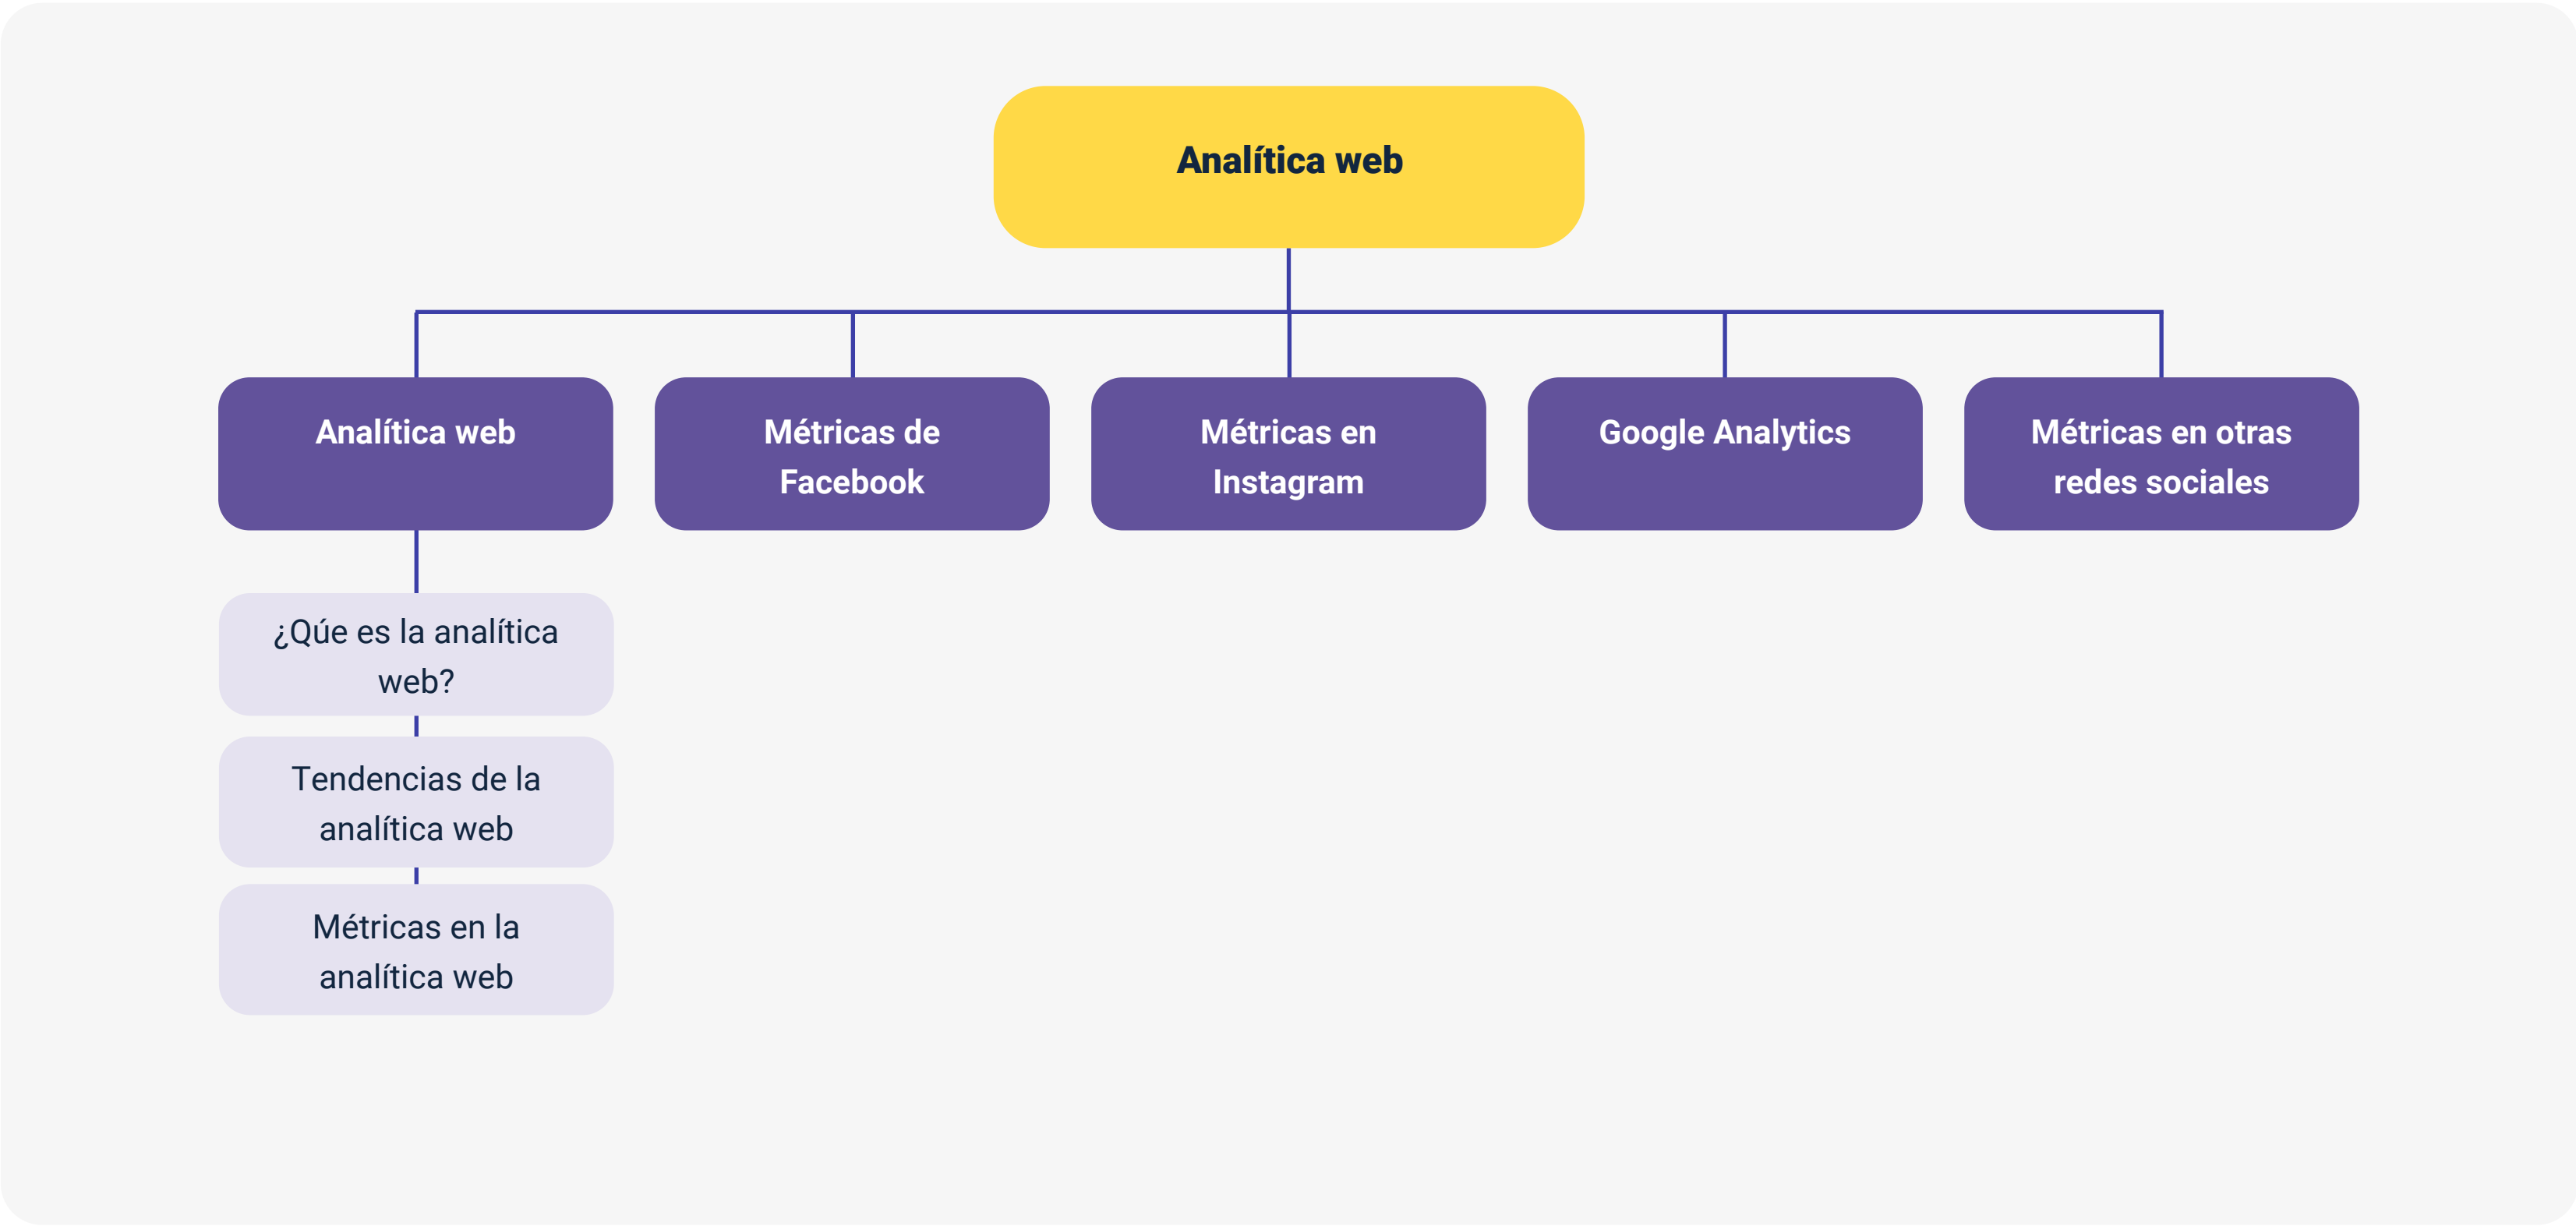 Analítica web
Analítica web
Métricas de
Facebook
Métricas en
Instagram
Google Analytics
Métricas en otras
redes sociales
¿Qúe es la analítica
web?
Tendencias de la
analítica web
Métricas en la
analítica web